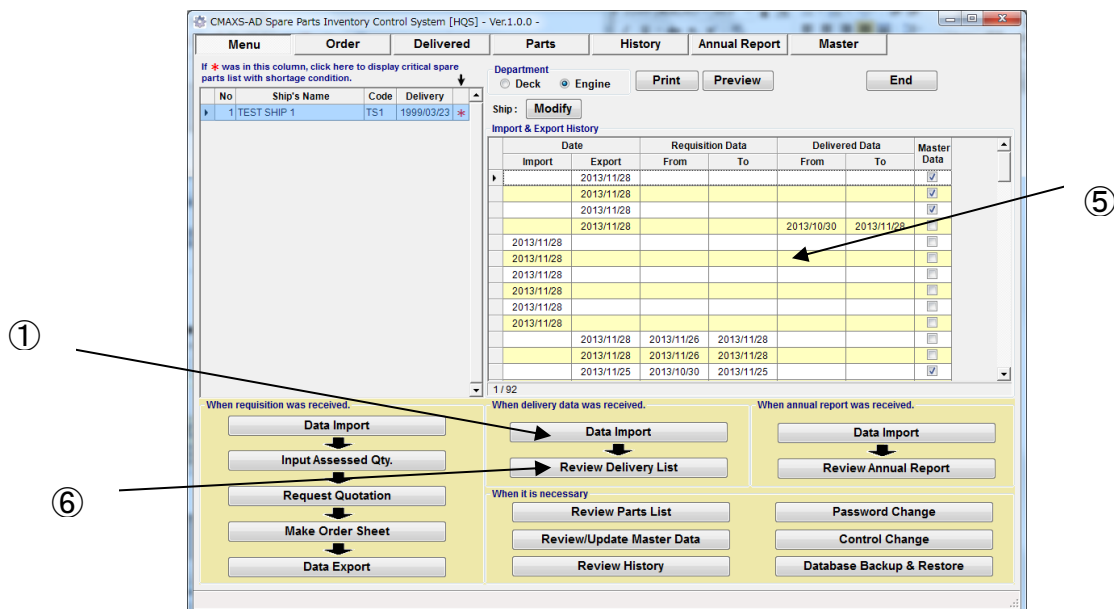 CMAXS-AD Spare Parts Inventory Control System [HQS] - Ver.1.0.0 -
Menu Order Delivered Parts History Annual Report Master
If * was in this column, click here to display critical spare
parts list with shortage condition.
No Ship's Name Code Delivery
1 TEST SHIP 1 TS1 1999/03/23 *
Department
Deck Engine Print Preview End
Ship : Modify
Import & Export History
Date Requisition Data Delivered Data Master Data
Import Export From To From To
2013/11/28
2013/11/28
2013/11/28
2013/11/28 2013/10/30 2013/11/28
2013/11/28
2013/11/28
2013/11/28
2013/11/28
2013/11/28
2013/11/28
2013/11/28 2013/11/26 2013/11/28
2013/11/28 2013/11/26 2013/11/28
2013/11/25 2013/10/30 2013/11/25
1 / 92
⑤
①
⑥
When requisition was received.
Data Import
Input Assessed Qty.
Request Quotation
Make Order Sheet
Data Export
When delivery data was received.
Data Import
Review Delivery List
When annual report was received.
Data Import
Review Annual Report
When it is necessary
Review Parts List Password Change
Review/Update Master Data Control Change
Review History Database Backup & Restore